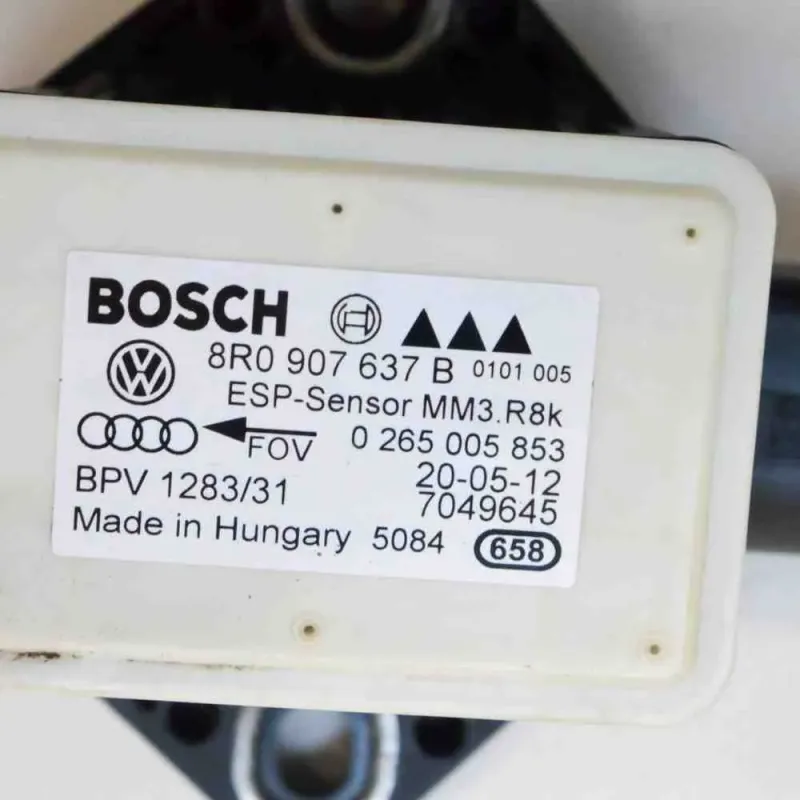 BOSCH
8R0 907 637 B 0101 005
ESP-Sensor MM3.R8k
FOV 0 265 005 853
BPV 1283/31 20-05-12
7049645
Made in Hungary 5084 658